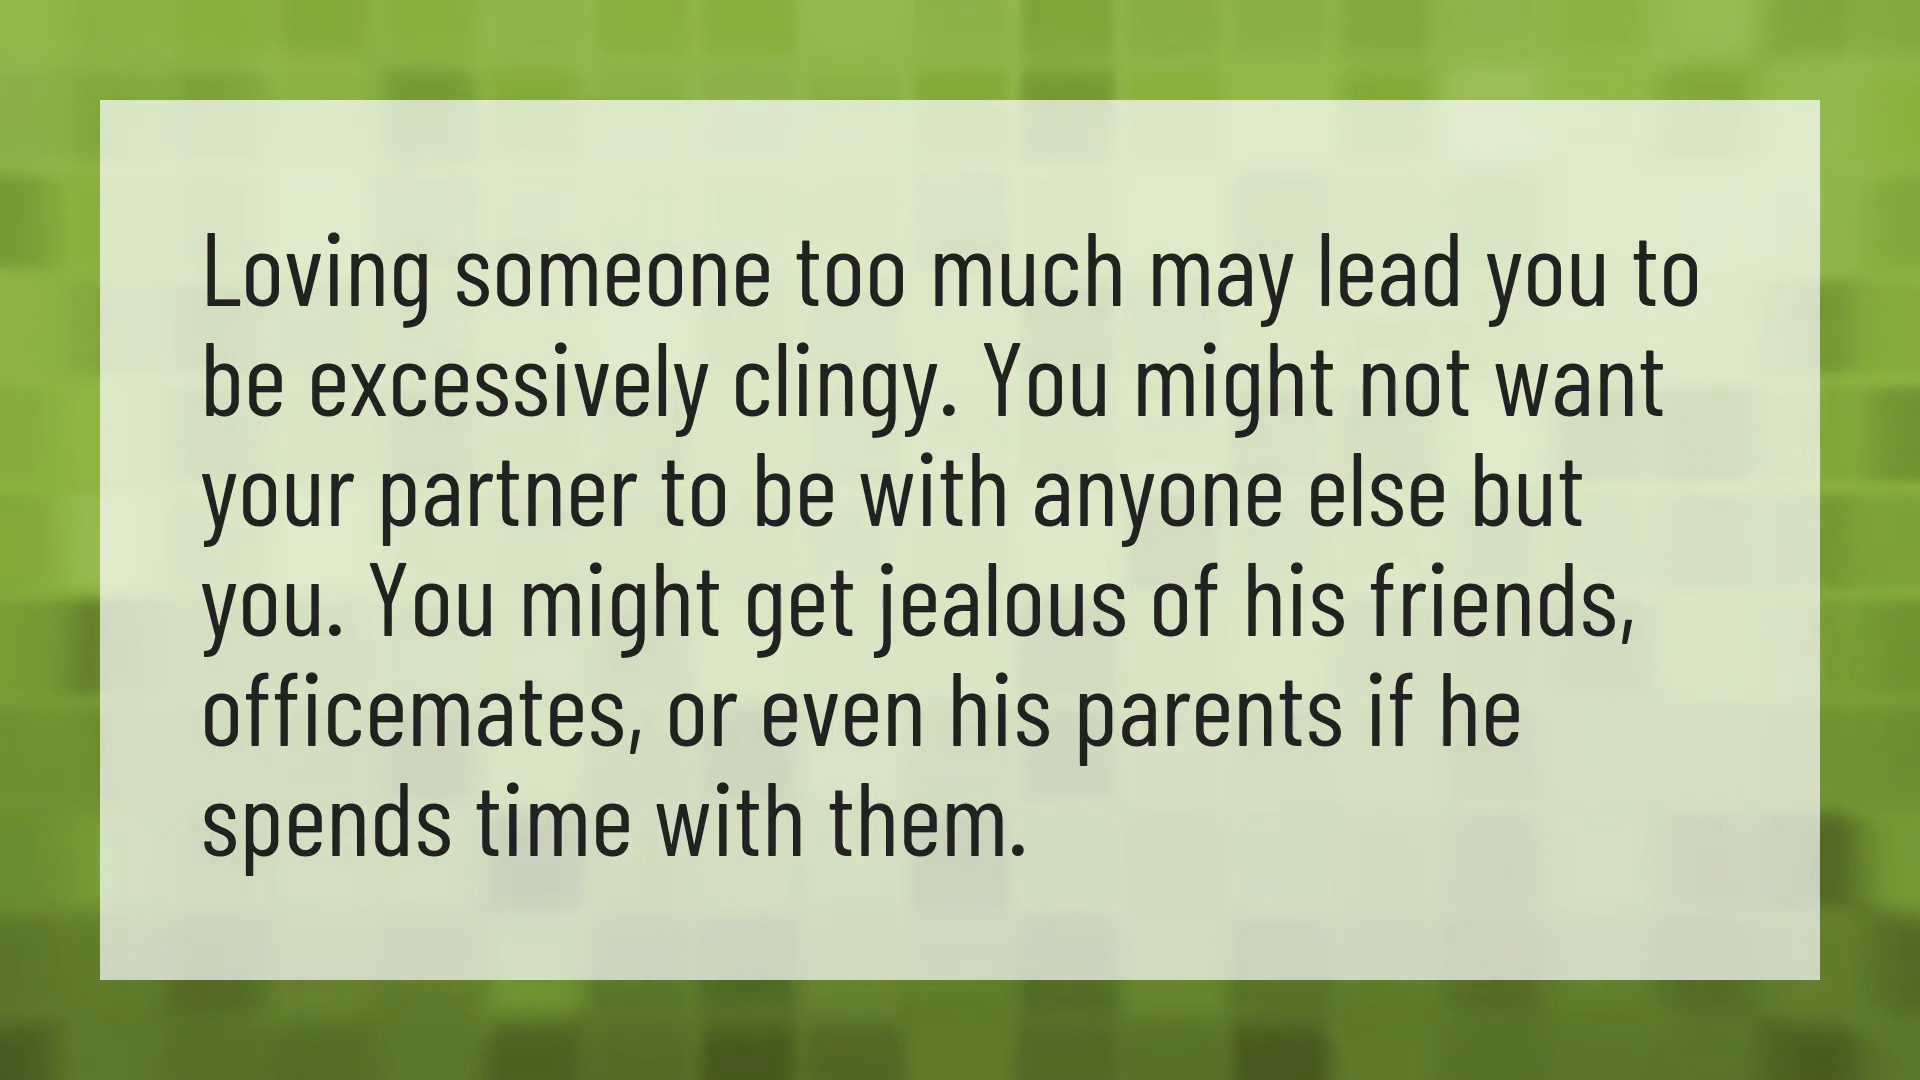 Loving someone too much may lead you to
be excessively clingy. You might not want
your partner to be with anyone else but
you. You might get jealous of his friends,
officemates, or even his parents if he
spends time with them.